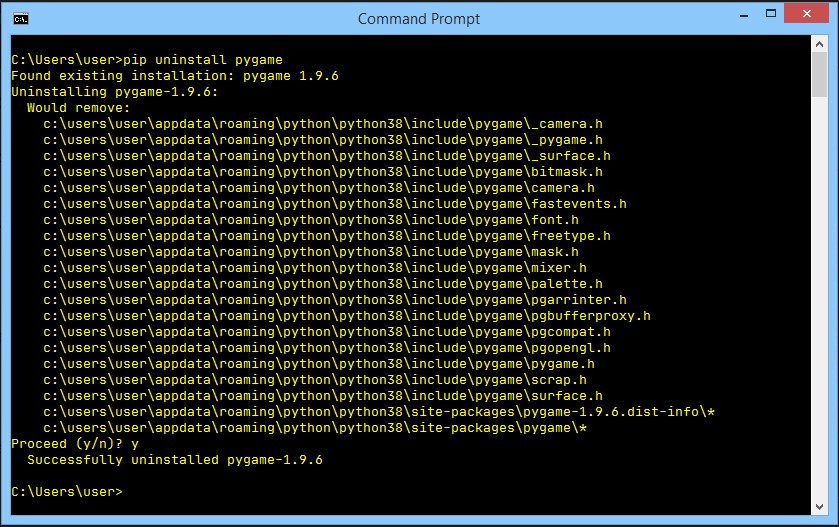 Command Prompt
C:\Users\user>pip uninstall pygame
Found existing installation: pygame 1.9.6
Uninstalling pygame-1.9.6:
  Would remove:
    c:\users\user\appdata\roaming\python\python38\include\pygame\_camera.h
    c:\users\user\appdata\roaming\python\python38\include\pygame\_pygame.h
    c:\users\user\appdata\roaming\python\python38\include\pygame\_surface.h
    c:\users\user\appdata\roaming\python\python38\include\pygame\bitmask.h
    c:\users\user\appdata\roaming\python\python38\include\pygame\camera.h
    c:\users\user\appdata\roaming\python\python38\include\pygame\fastevents.h
    c:\users\user\appdata\roaming\python\python38\include\pygame\font.h
    c:\users\user\appdata\roaming\python\python38\include\pygame\freetype.h
    c:\users\user\appdata\roaming\python\python38\include\pygame\mask.h
    c:\users\user\appdata\roaming\python\python38\include\pygame\mixer.h
    c:\users\user\appdata\roaming\python\python38\include\pygame\palette.h
    c:\users\user\appdata\roaming\python\python38\include\pygame\pgarrinter.h
    c:\users\user\appdata\roaming\python\python38\include\pygame\pgbufferproxy.h
    c:\users\user\appdata\roaming\python\python38\include\pygame\pgcompat.h
    c:\users\user\appdata\roaming\python\python38\include\pygame\pgopengl.h
    c:\users\user\appdata\roaming\python\python38\include\pygame\pygame.h
    c:\users\user\appdata\roaming\python\python38\include\pygame\scrap.h
    c:\users\user\appdata\roaming\python\python38\include\pygame\surface.h
    c:\users\user\appdata\roaming\python\python38\site-packages\pygame-1.9.6.dist-info\*
    c:\users\user\appdata\roaming\python\python38\site-packages\pygame\*
Proceed (y/n)? y
  Successfully uninstalled pygame-1.9.6
C:\Users\user>